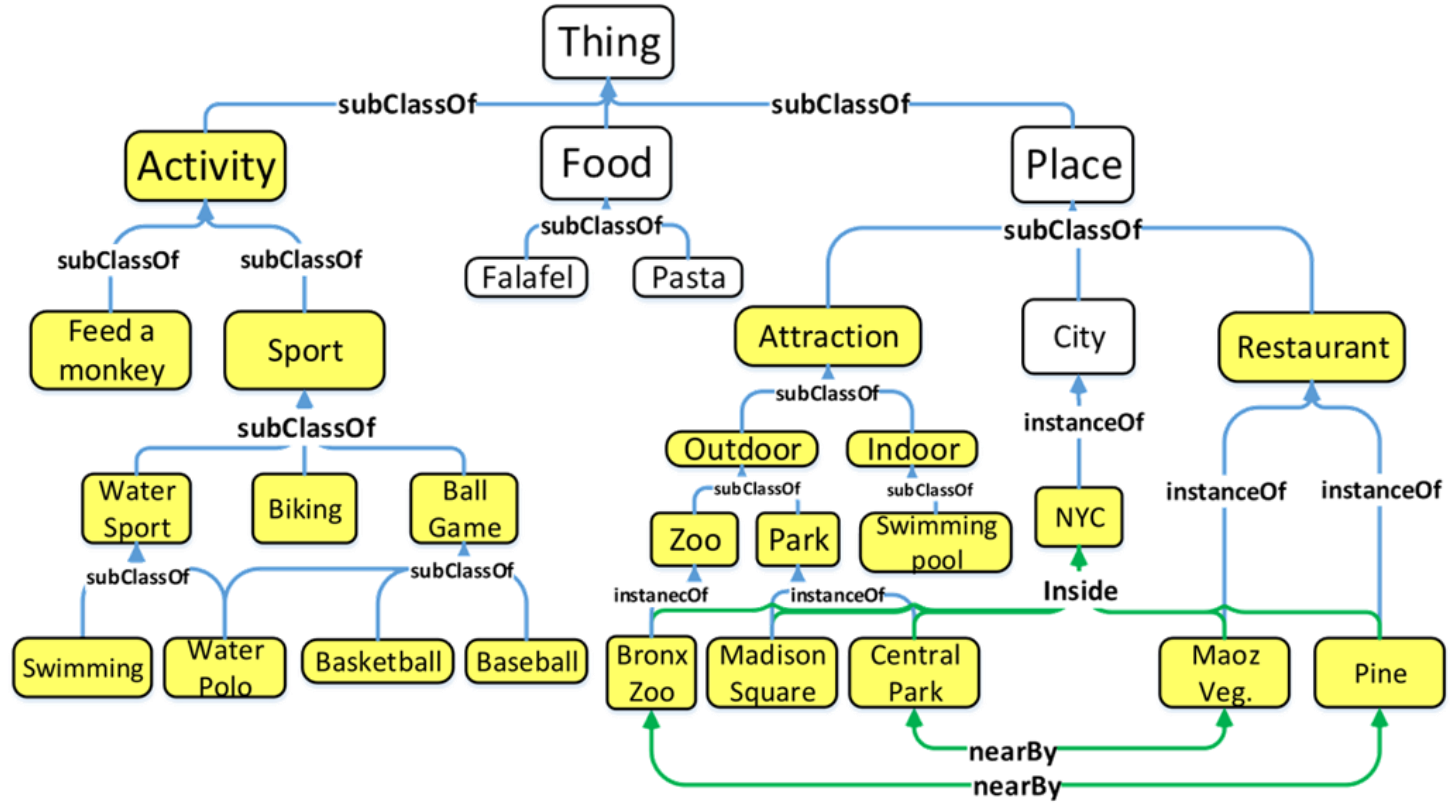 Thing
subClassOf
subClassOf
Activity
Food
Place
subClassOf
subClassOf
subClassOf
subClassOf
Falafel
Pasta
Feed a
monkey
Sport
Attraction
City
Restaurant
subClassOf
subClassOf
instanceOf
Outdoor
Indoor
Water
Sport
Biking
Ball
Game
subClassOf
subClassOf
instanceOf
instanceOf
Zoo
Park
Swimming
pool
NYC
subClassOf
subClassOf
instanecOf
instanceOf
Inside
Swimming
Water
Polo
Basketball
Baseball
Bronx
Zoo
Madison
Square
Central
Park
Maoz
Veg.
Pine
nearBy
nearBy